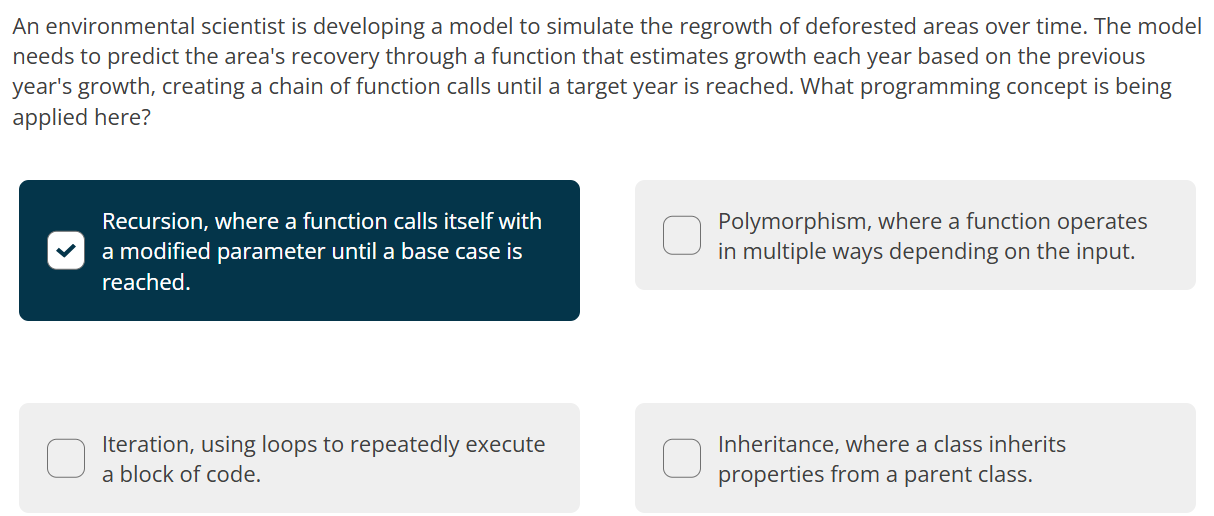 An environmental scientist is developing a model to simulate the regrowth of deforested areas over time. The model
needs to predict the area's recovery through a function that estimates growth each year based on the previous
year's growth, creating a chain of function calls until a target year is reached. What programming concept is being
applied here?
Recursion, where a function calls itself with
a modified parameter until a base case is
reached.
Polymorphism, where a function operates
in multiple ways depending on the input.
Iteration, using loops to repeatedly execute
a block of code.
Inheritance, where a class inherits
properties from a parent class.